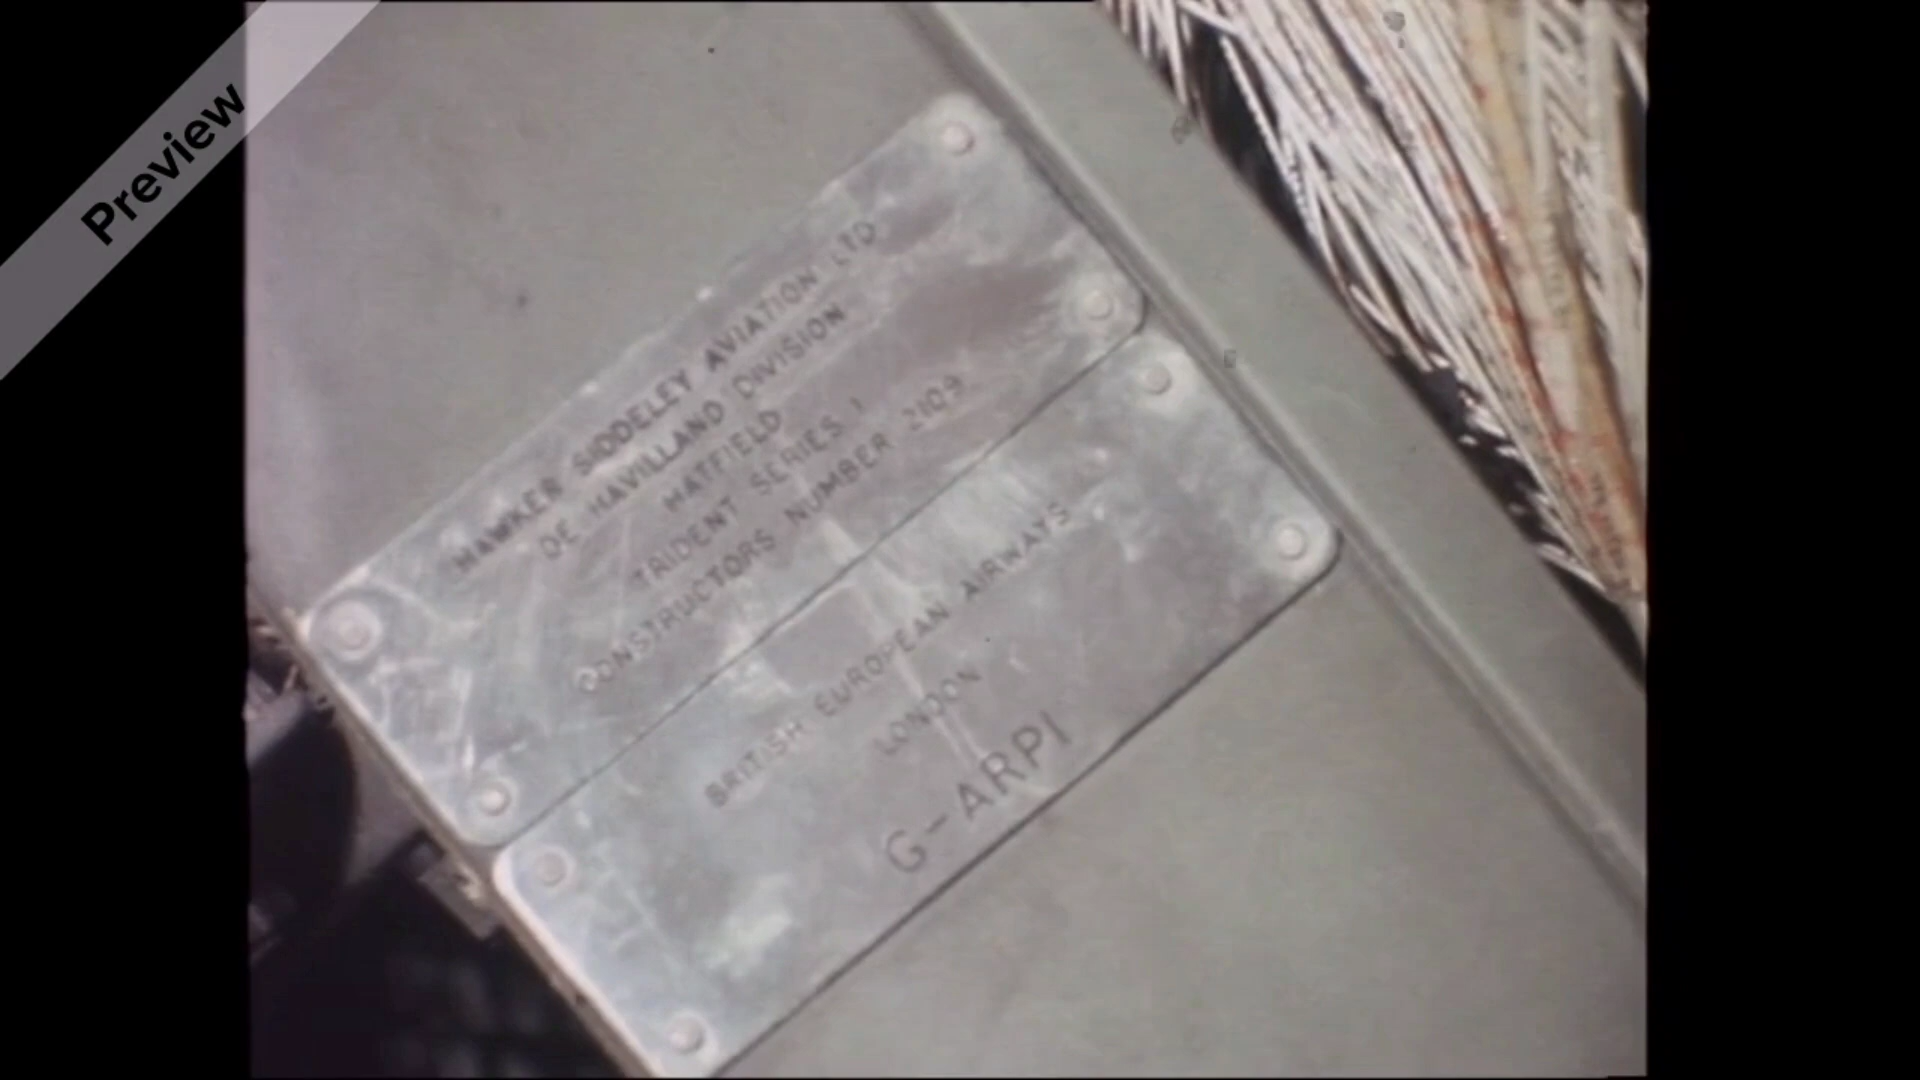 Preview
HAWKER SIDDELEY AVIATION LTD
DE HAVILLAND DIVISION
HATFIELD
TRIDENT SERIES 1
CONSTRUCTORS NUMBER 2109
BRITISH EUROPEAN AIRWAYS
LONDON
G-ARPI